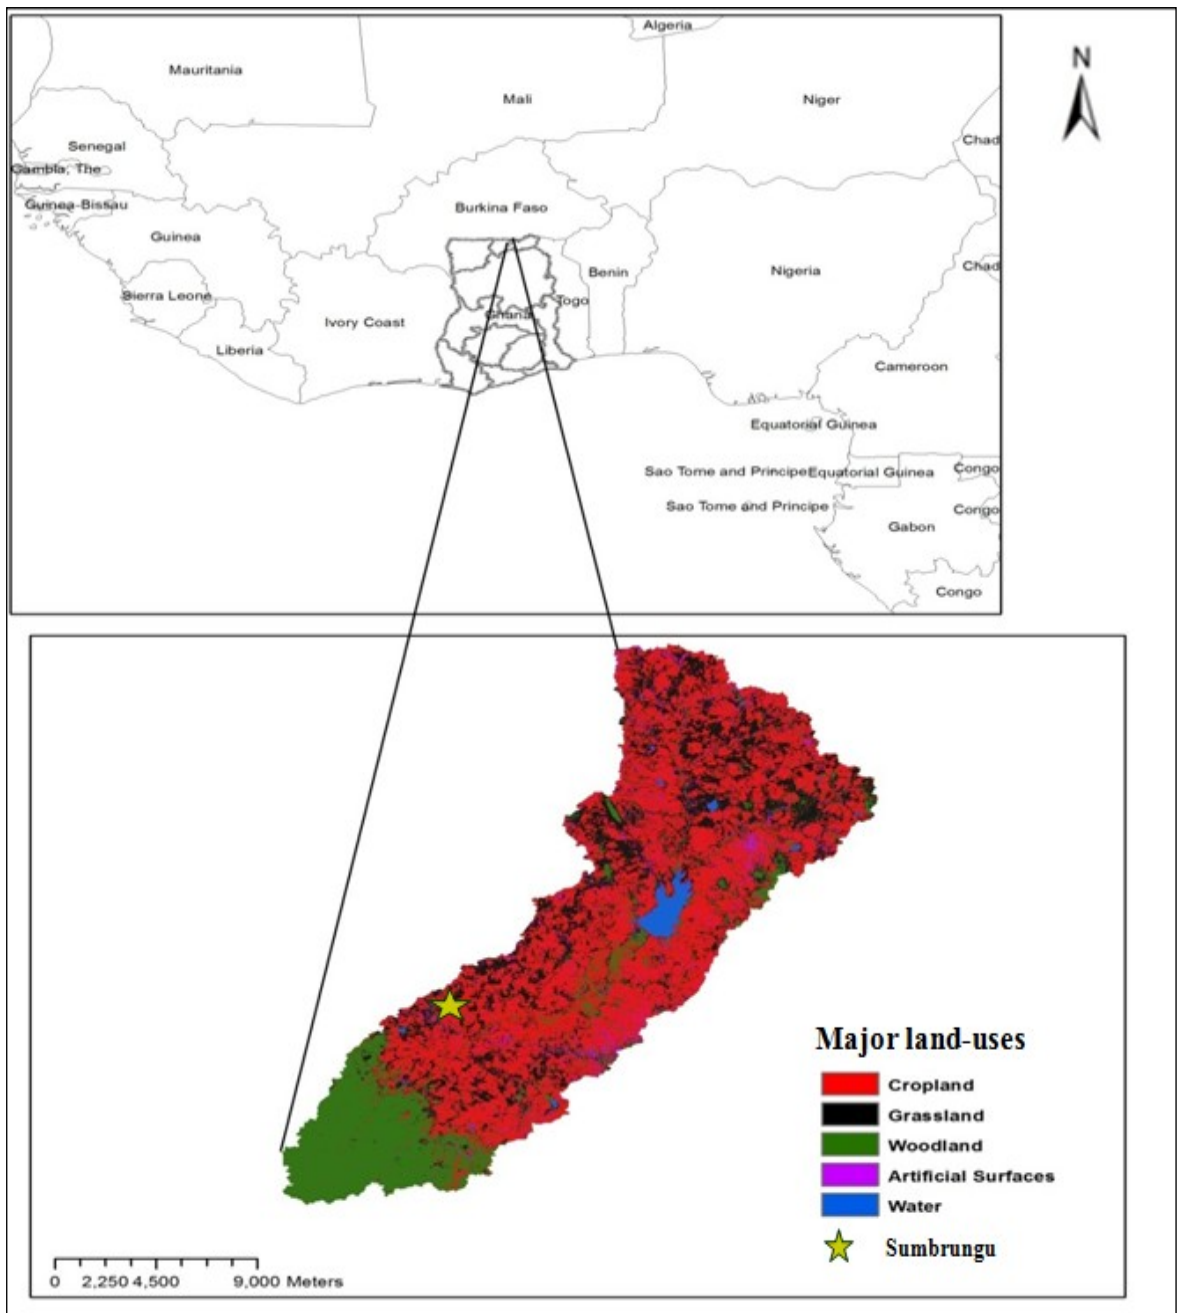 Algeria
N
Mauritania
Mali
Niger
Chad
Senegal
Gambia, The
Guinea-Bissau
Burkina Faso
Guinea
Benin
Nigeria
Chad
Sierra Leone
Togo
Ghana
Ivory Coast
Liberia
Cameroon
Equatorial Guinea
Sao Tome and Principe
Equatorial Guinea
Congo
Sao Tome and Principe
Congo
Gabon
Congo
Major land-uses
Cropland
Grassland
Woodland
Artificial Surfaces
Water
Sumbrungu
0 2,250 4,500 9,000 Meters